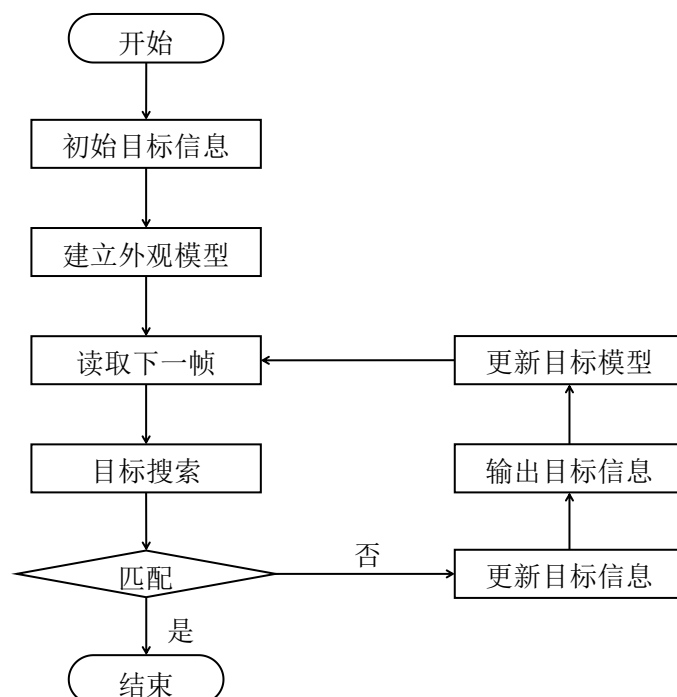 开始
初始目标信息
建立外观模型
读取下一帧
更新目标模型
目标搜索
输出目标信息
匹配
否
更新目标信息
是
结束